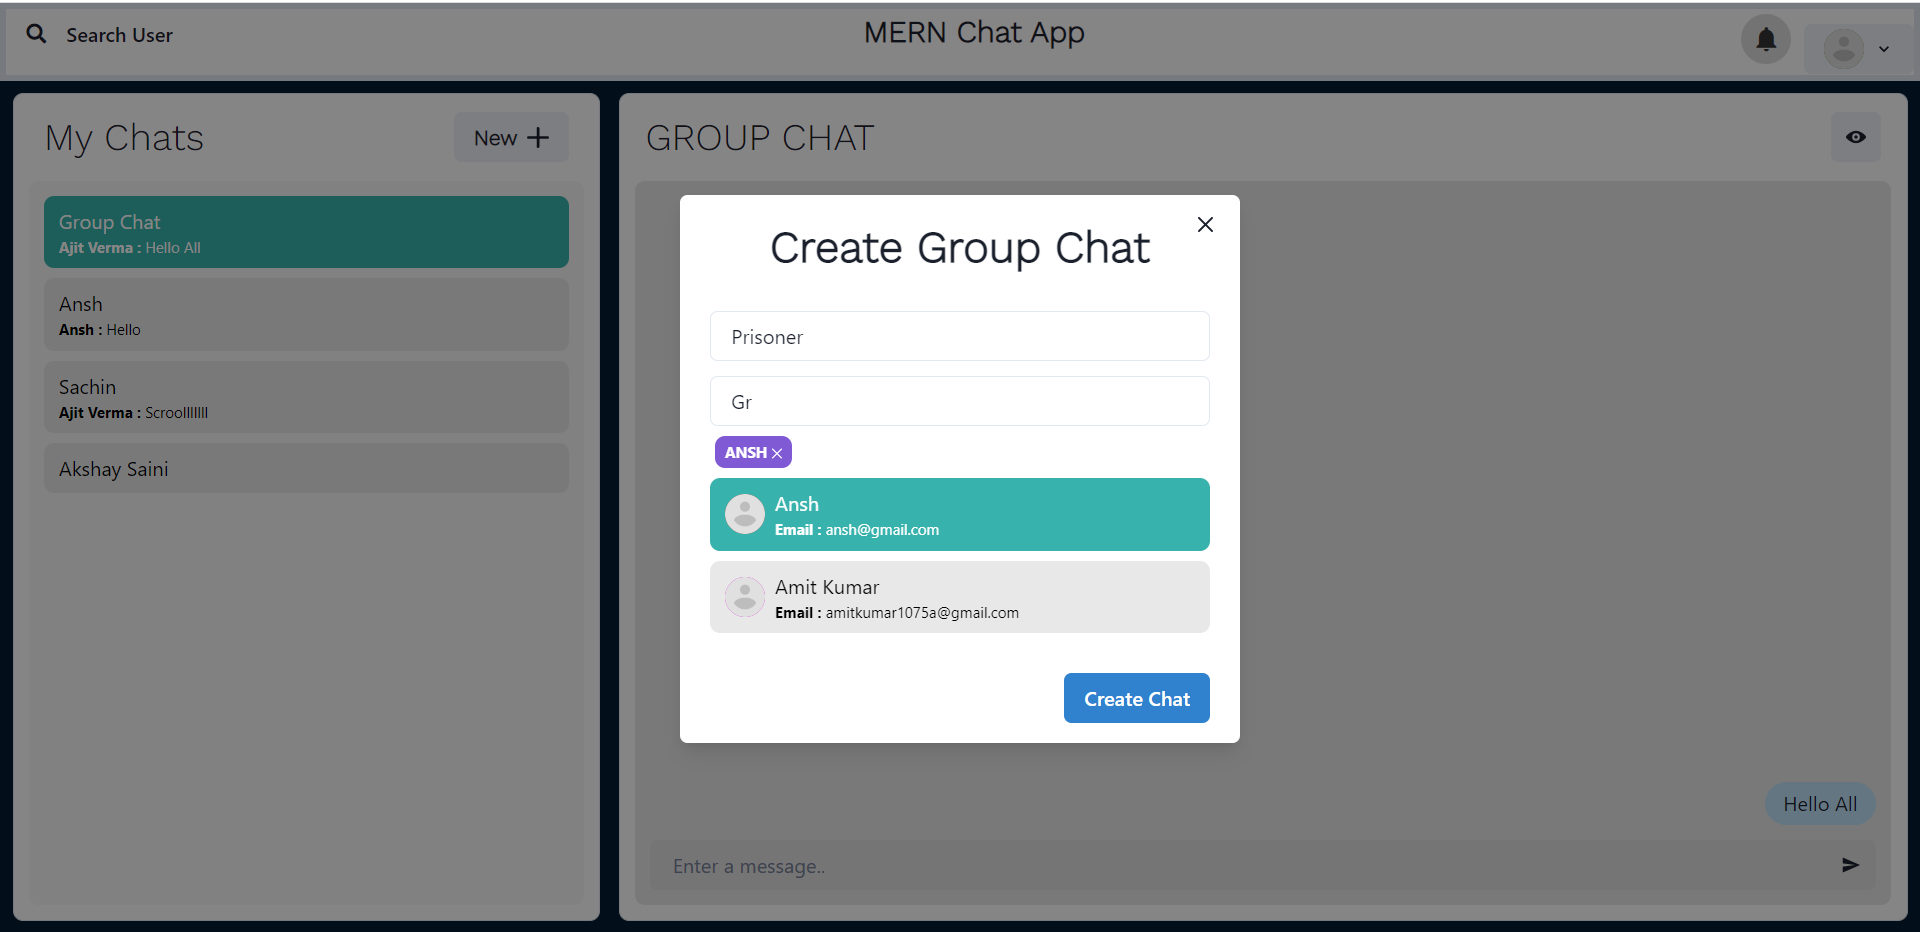 Search User
MERN Chat App
My Chats
New
Group Chat
Ajit Verma : Hello All
Ansh
Ansh : Hello
Sachin
Ajit Verma : Scroolllllll
Akshay Saini
GROUP CHAT
Create Group Chat
Prisoner
Gr
ANSH
Ansh
Email : ansh@gmail.com
Amit Kumar
Email : amitkumar1075a@gmail.com
Create Chat
Hello All
Enter a message..